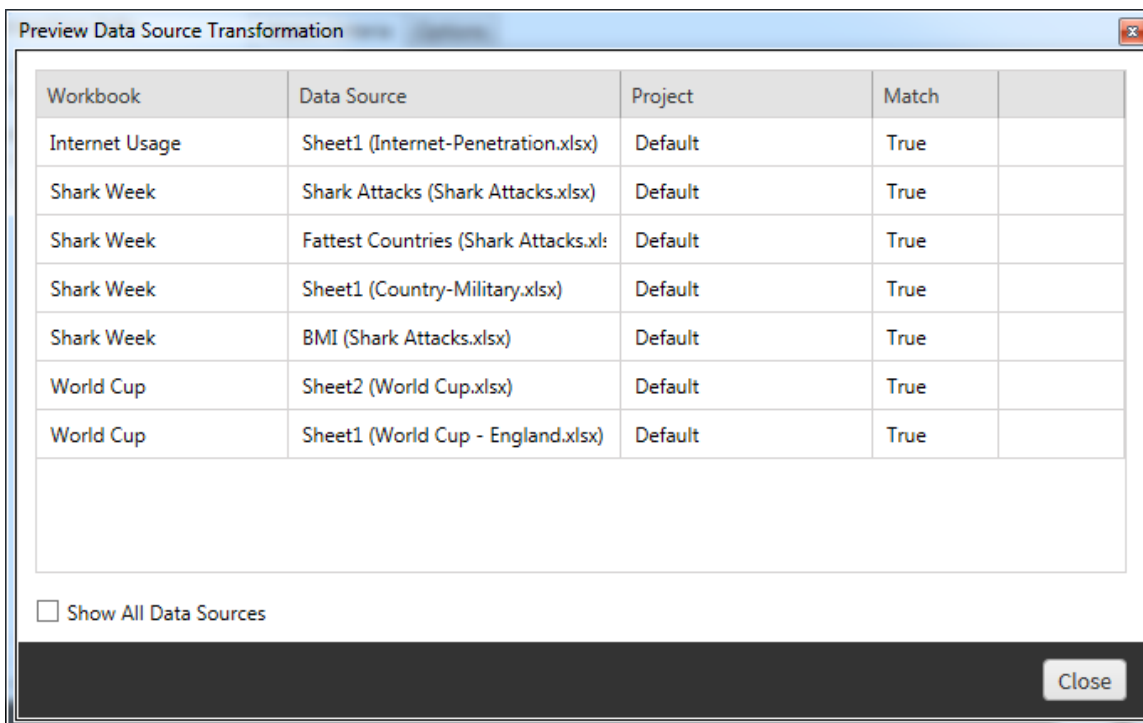 Preview Data Source Transformation
Workbook Data Source Project Match
Internet Usage Sheet1 (Internet-Penetration.xlsx) Default True
Shark Week Shark Attacks (Shark Attacks.xlsx) Default True
Shark Week Fattest Countries (Shark Attacks.xl Default True
Shark Week Sheet1 (Country-Military.xlsx) Default True
Shark Week BMI (Shark Attacks.xlsx) Default True
World Cup Sheet2 (World Cup.xlsx) Default True
World Cup Sheet1 (World Cup - England.xlsx) Default True
Show All Data Sources
Close